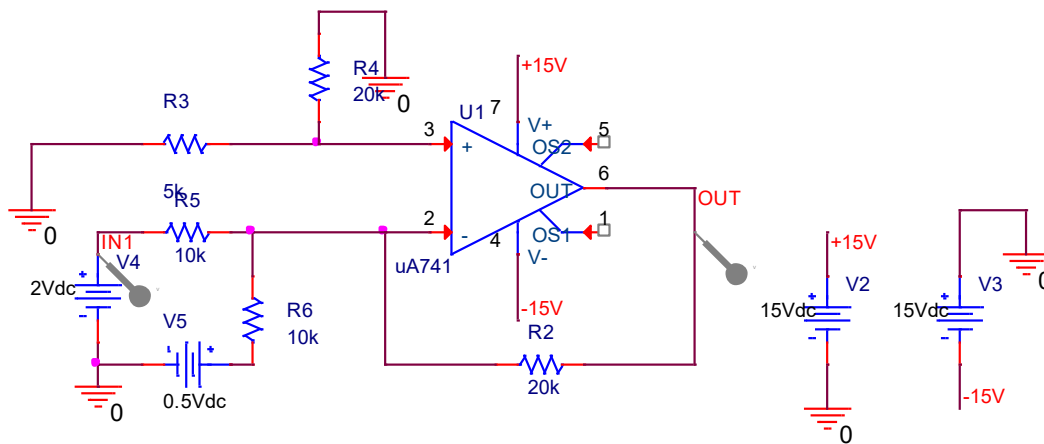 +15V
R4
20k
0
R3
U1
7
3
+
V+
OS2
5
6
OUT
OUT
5k
0
R5
IN1
10k
2
-
4
OS1
1
V-
uA741
V4
+
2Vdc
-
R6
10k
V5
-
+
0.5Vdc
0
-15V
R2
20k
+15V
V2
+
15Vdc
-
0
V3
+
15Vdc
-
-15V
0